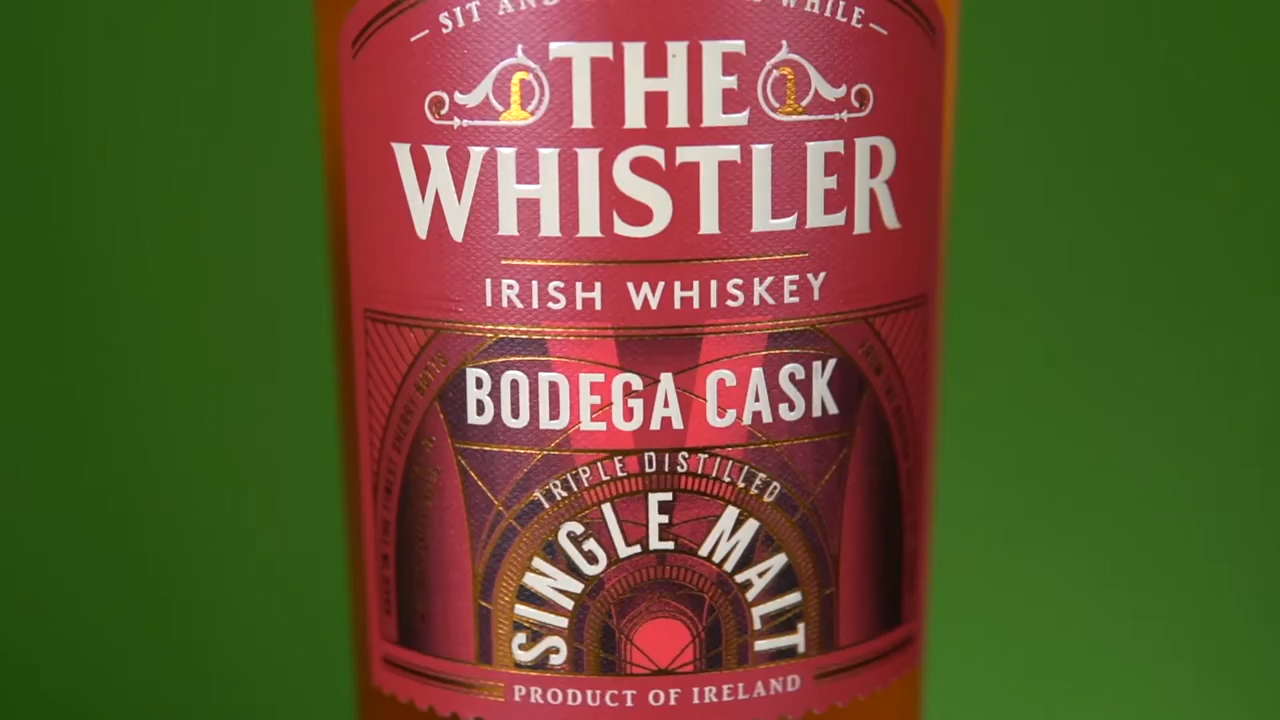 SIT AND WHILE
THE
WHISTLER
IRISH WHISKEY
BODEGA CASK
TRIPLE DISTILLED
SINGLE MALT
PRODUCT OF IRELAND